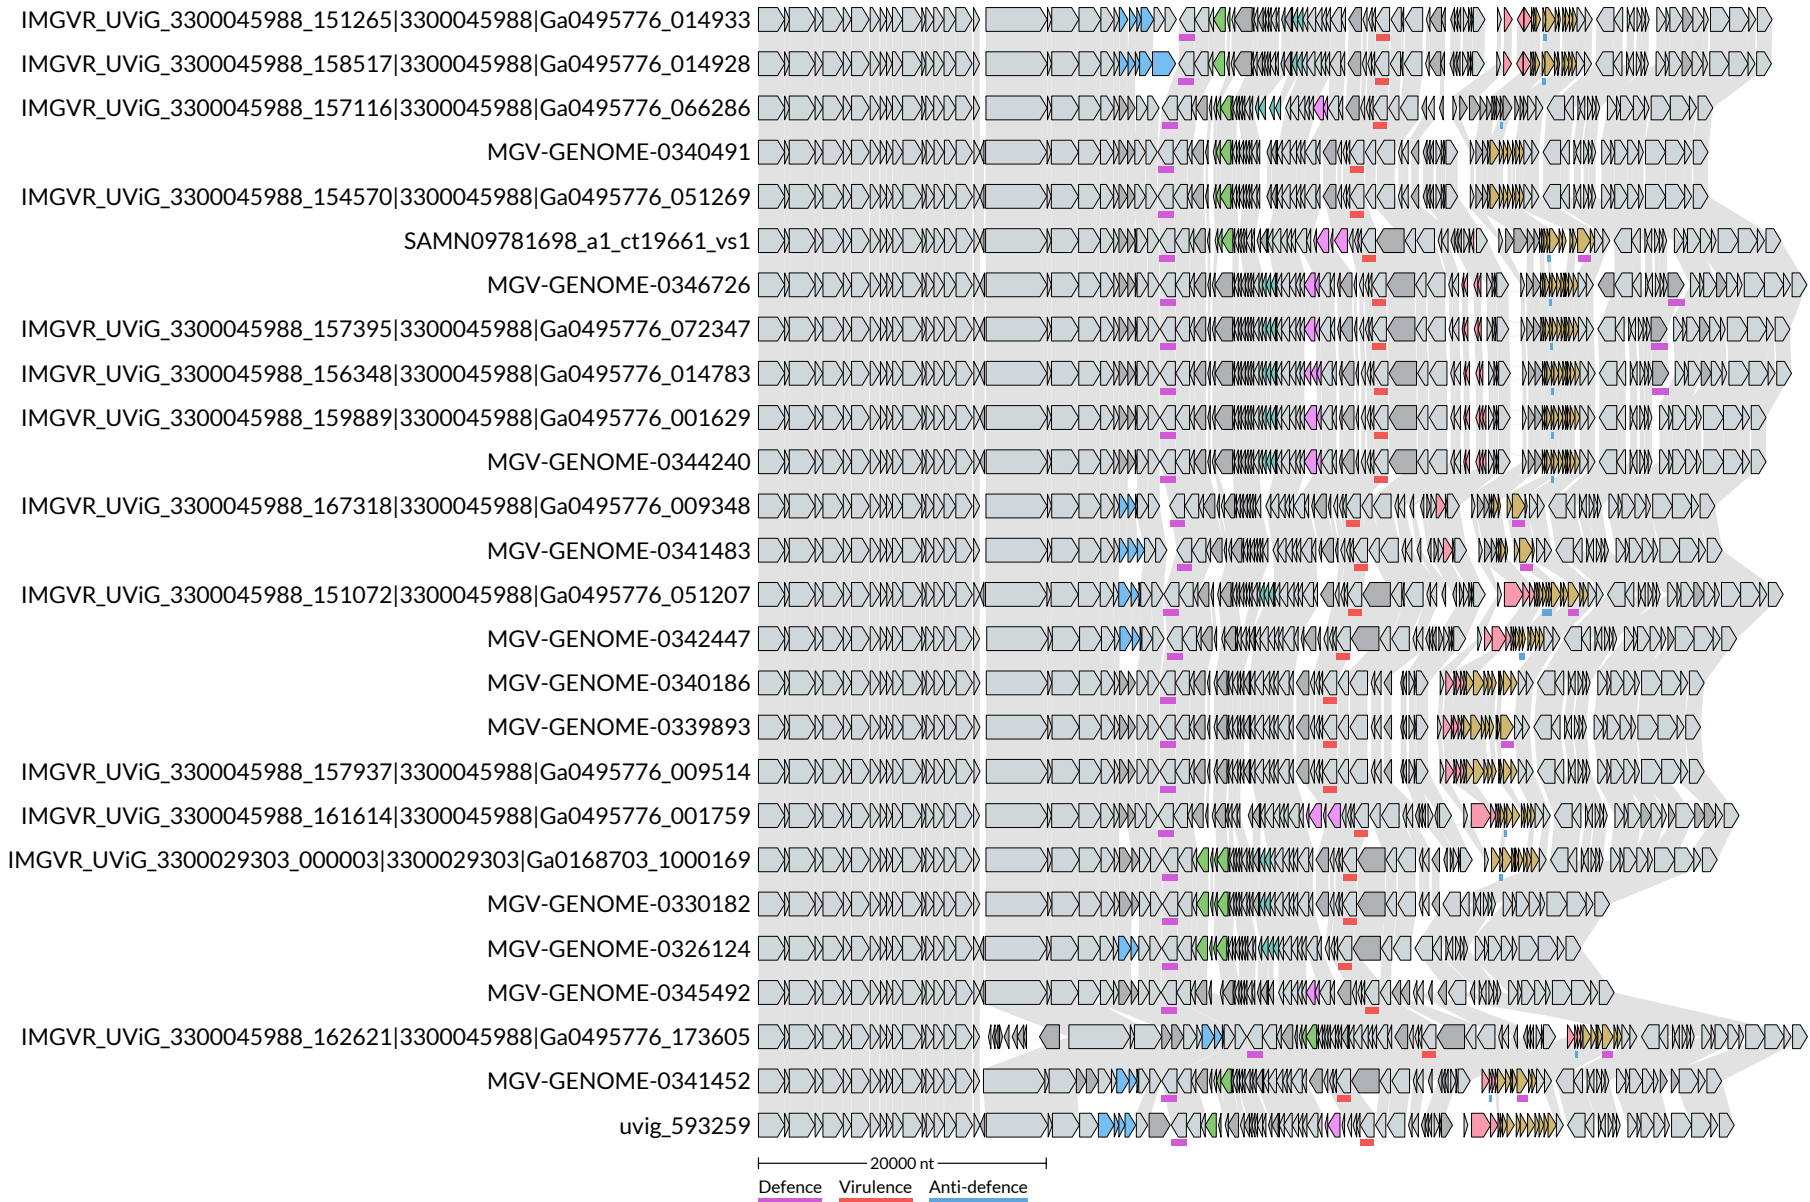 IMGVR_UViG_3300045988_151265|3300045988|Ga0495776_014933
IMGVR_UViG_3300045988_158517|3300045988|Ga0495776_014928
IMGVR_UViG_3300045988_157116|3300045988|Ga0495776_066286
MGV-GENOME-0340491
IMGVR_UViG_3300045988_154570|3300045988|Ga0495776_051269
SAMN09781698_a1_ct19661_vs1
MGV-GENOME-0346726
IMGVR_UViG_3300045988_157395|3300045988|Ga0495776_072347
IMGVR_UViG_3300045988_156348|3300045988|Ga0495776_014783
IMGVR_UViG_3300045988_159889|3300045988|Ga0495776_001629
MGV-GENOME-0344240
IMGVR_UViG_3300045988_167318|3300045988|Ga0495776_009348
MGV-GENOME-0341483
IMGVR_UViG_3300045988_151072|3300045988|Ga0495776_051207
MGV-GENOME-0342447
MGV-GENOME-0340186
MGV-GENOME-0339893
IMGVR_UViG_3300045988_157937|3300045988|Ga0495776_009514
IMGVR_UViG_3300045988_161614|3300045988|Ga0495776_001759
IMGVR_UViG_3300029303_000003|3300029303|Ga0168703_1000169
MGV-GENOME-0330182
MGV-GENOME-0326124
MGV-GENOME-0345492
IMGVR_UViG_3300045988_162621|3300045988|Ga0495776_173605
MGV-GENOME-0341452
uvig_593259
20000 nt
Defence Virulence Anti-defence